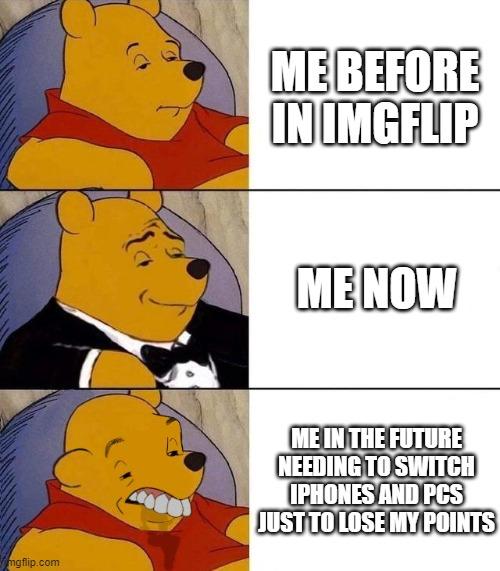 ME BEFORE
IN IMGFLIP
ME NOW
ME IN THE FUTURE
NEEDING TO SWITCH
IPHONES AND PCS
JUST TO LOSE MY POINTS
imgflip.com